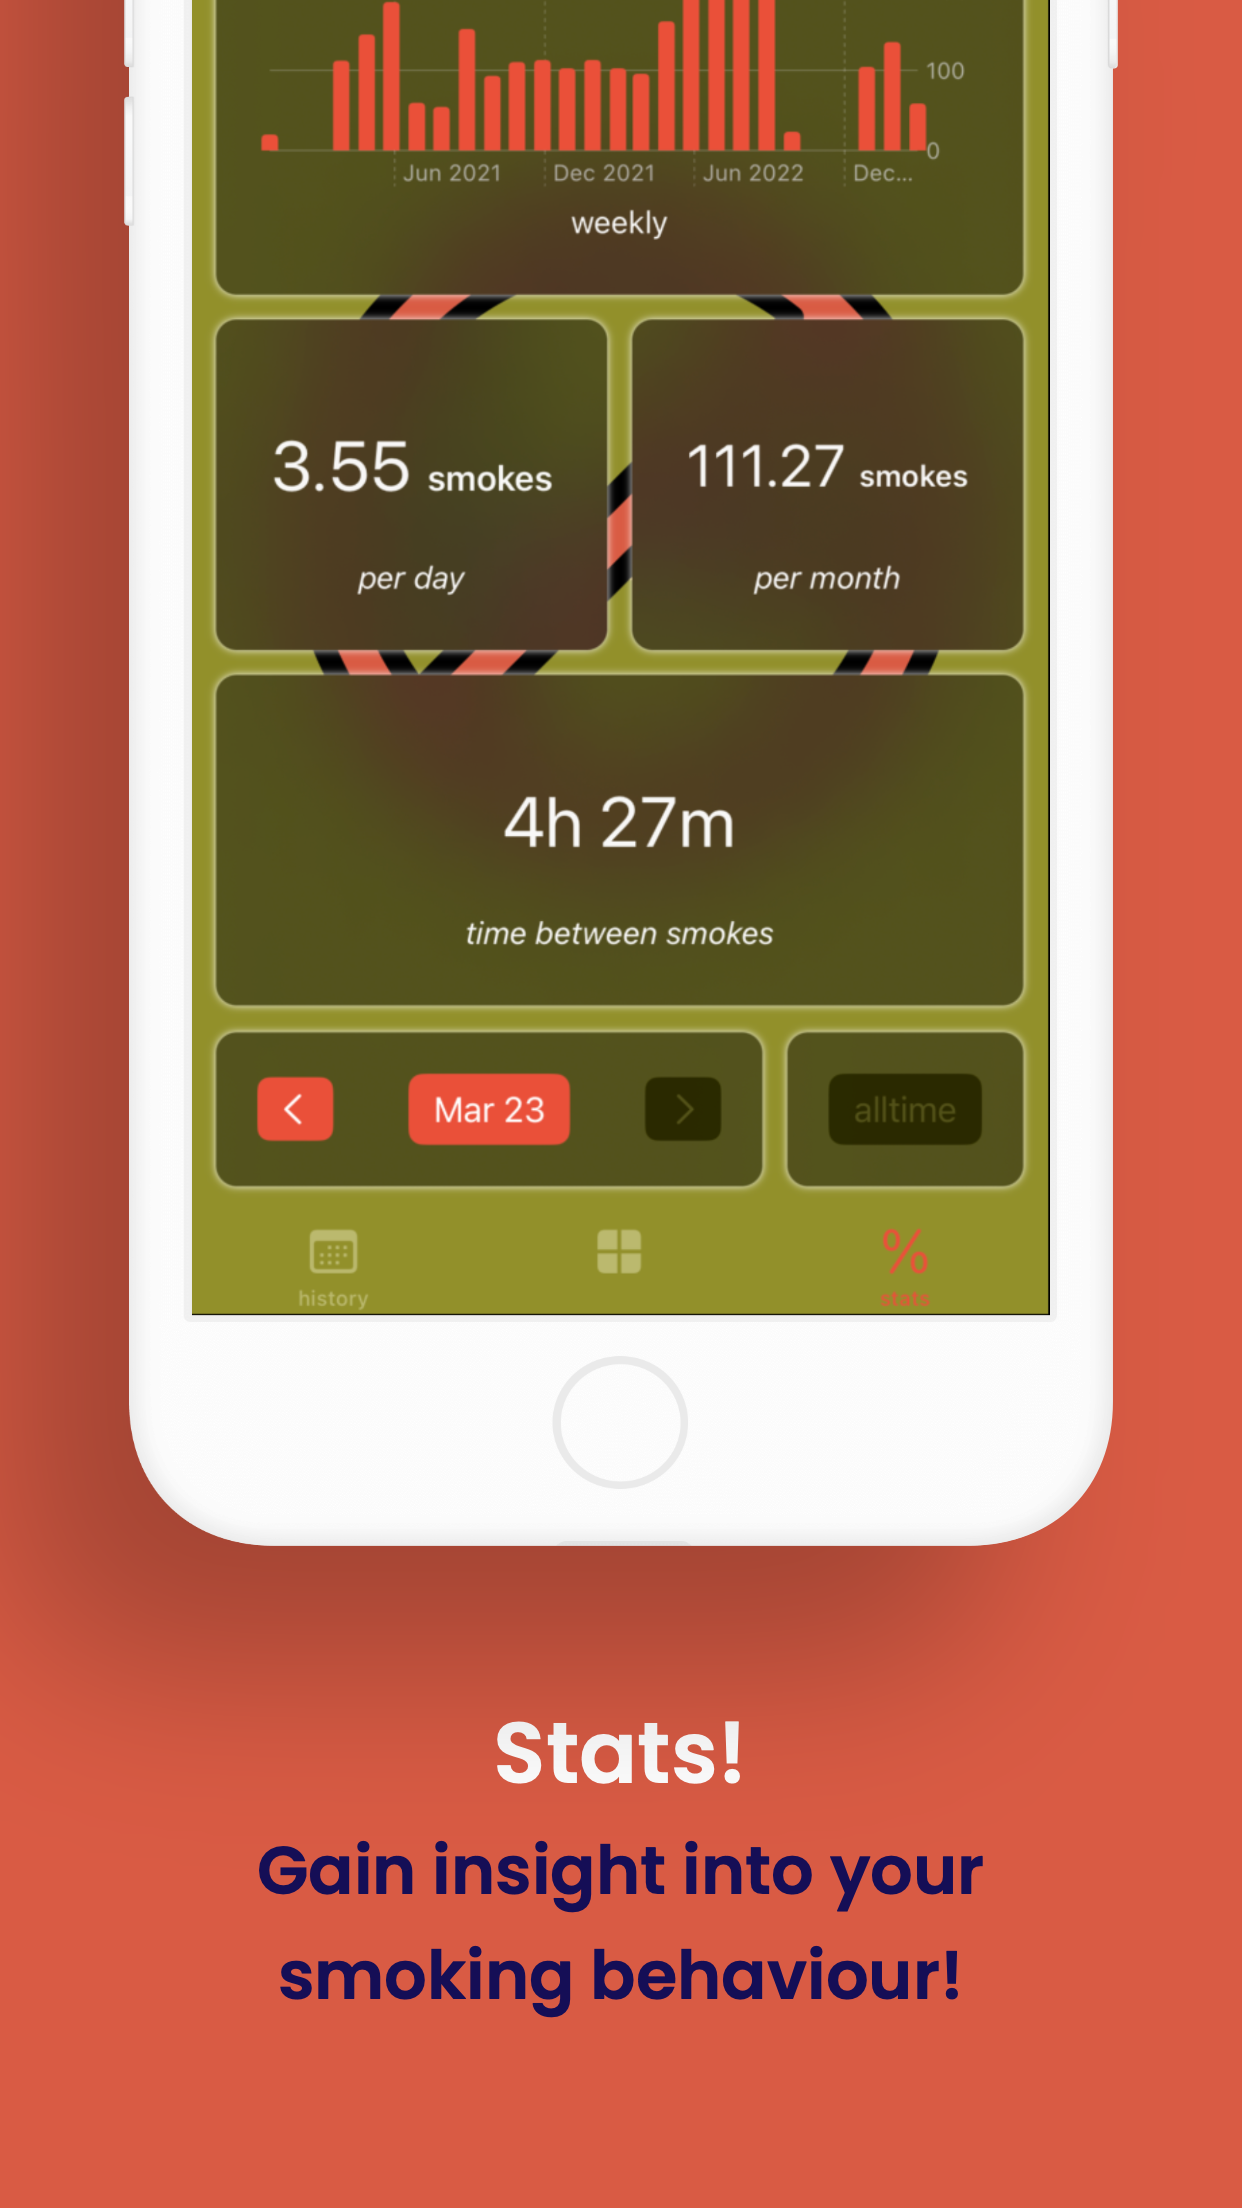 100
0
Jun 2021
Dec 2021
Jun 2022
Dec...
weekly
3.55 smokes
per day
111.27 smokes
per month
4h 27m
time between smokes
Mar 23
alltime
%
history
stats
Stats!
Gain insight into your
smoking behaviour!